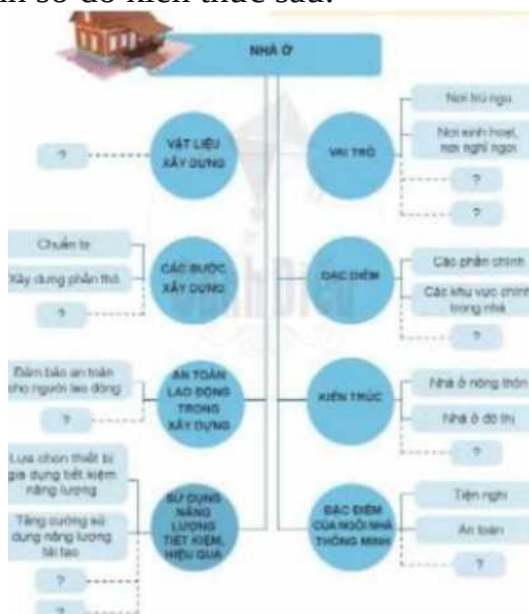 sơ đồ kiến thức sau:
NHÀ Ở
VẬT LIỆU
XÂY DỰNG
?
VAI TRÒ
Nơi trú ngụ
Nơi sinh hoạt,
nơi nghỉ ngơi
?
?
CÁC BƯỚC
XÂY DỰNG
Chuẩn bị
Xây dựng phần thô
?
ĐẶC ĐIỂM
Các phần chính
Các khu vực chính
trong nhà
?
AN TOÀN
LAO ĐỘNG
TRONG
XÂY DỰNG
Đảm bảo an toàn
cho người lao động
?
KIẾN TRÚC
Nhà ở nông thôn
Nhà ở đô thị
?
SỬ DỤNG
NĂNG
LƯỢNG
TIẾT KIỆM,
HIỆU QUẢ
Lựa chọn thiết bị
gia dụng tiết kiệm
năng lượng
Tăng cường sử
dụng năng lượng
tái tạo
?
?
ĐẶC ĐIỂM
CỦA NGÔI NHÀ
THÔNG MINH
Tiện nghi
An toàn
?